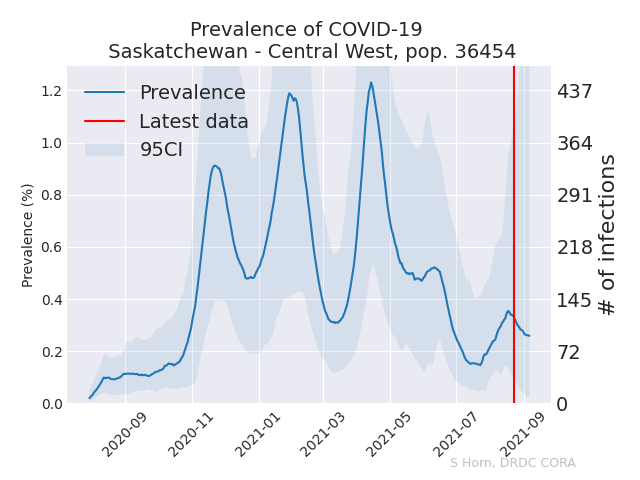 Prevalence of COVID-19
Saskatchewan - Central West, pop. 36454
Prevalence
Latest data
95CI
Prevalence (%)
1.2
1.0
0.8
0.6
0.4
0.2
0.0
437
364
291
218
145
72
0
# of infections
2020-09
2020-11
2021-01
2021-03
2021-05
2021-07
2021-09
S Horn, DRDC CORA